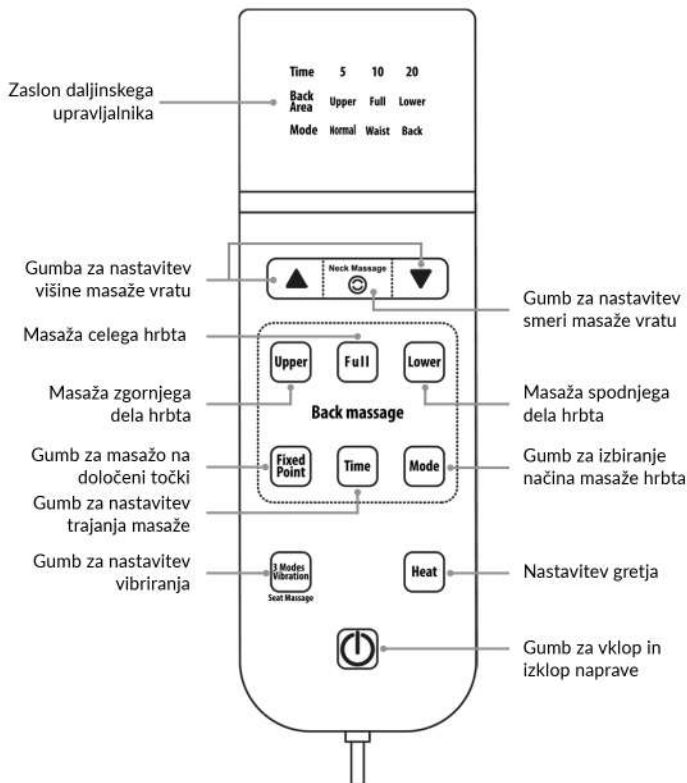 Time 5 10 20
Zaslon daljinskega
upravljalnika
Back
Area Upper Full Lower
Mode Normal Waist Back
Gumba za nastavitev
višine masaže vratu
Neck Massage
Gumb za nastavitev
smeri masaže vratu
Masaža celega hrbta
Upper Full Lower
Masaža zgornjega
dela hrbta
Back massage
Masaža spodnjega
dela hrbta
Gumb za masažo na
določeni točki
Fixed
Point
Time
Mode
Gumb za izbiranje
načina masaže hrbta
Gumb za nastavitev
trajanja masaže
Gumb za nastavitev
vibriranja
3 Modes
Vibration
Seat Massage
Heat
Nastavitev gretja
Gumb za vklop in
izklop naprave